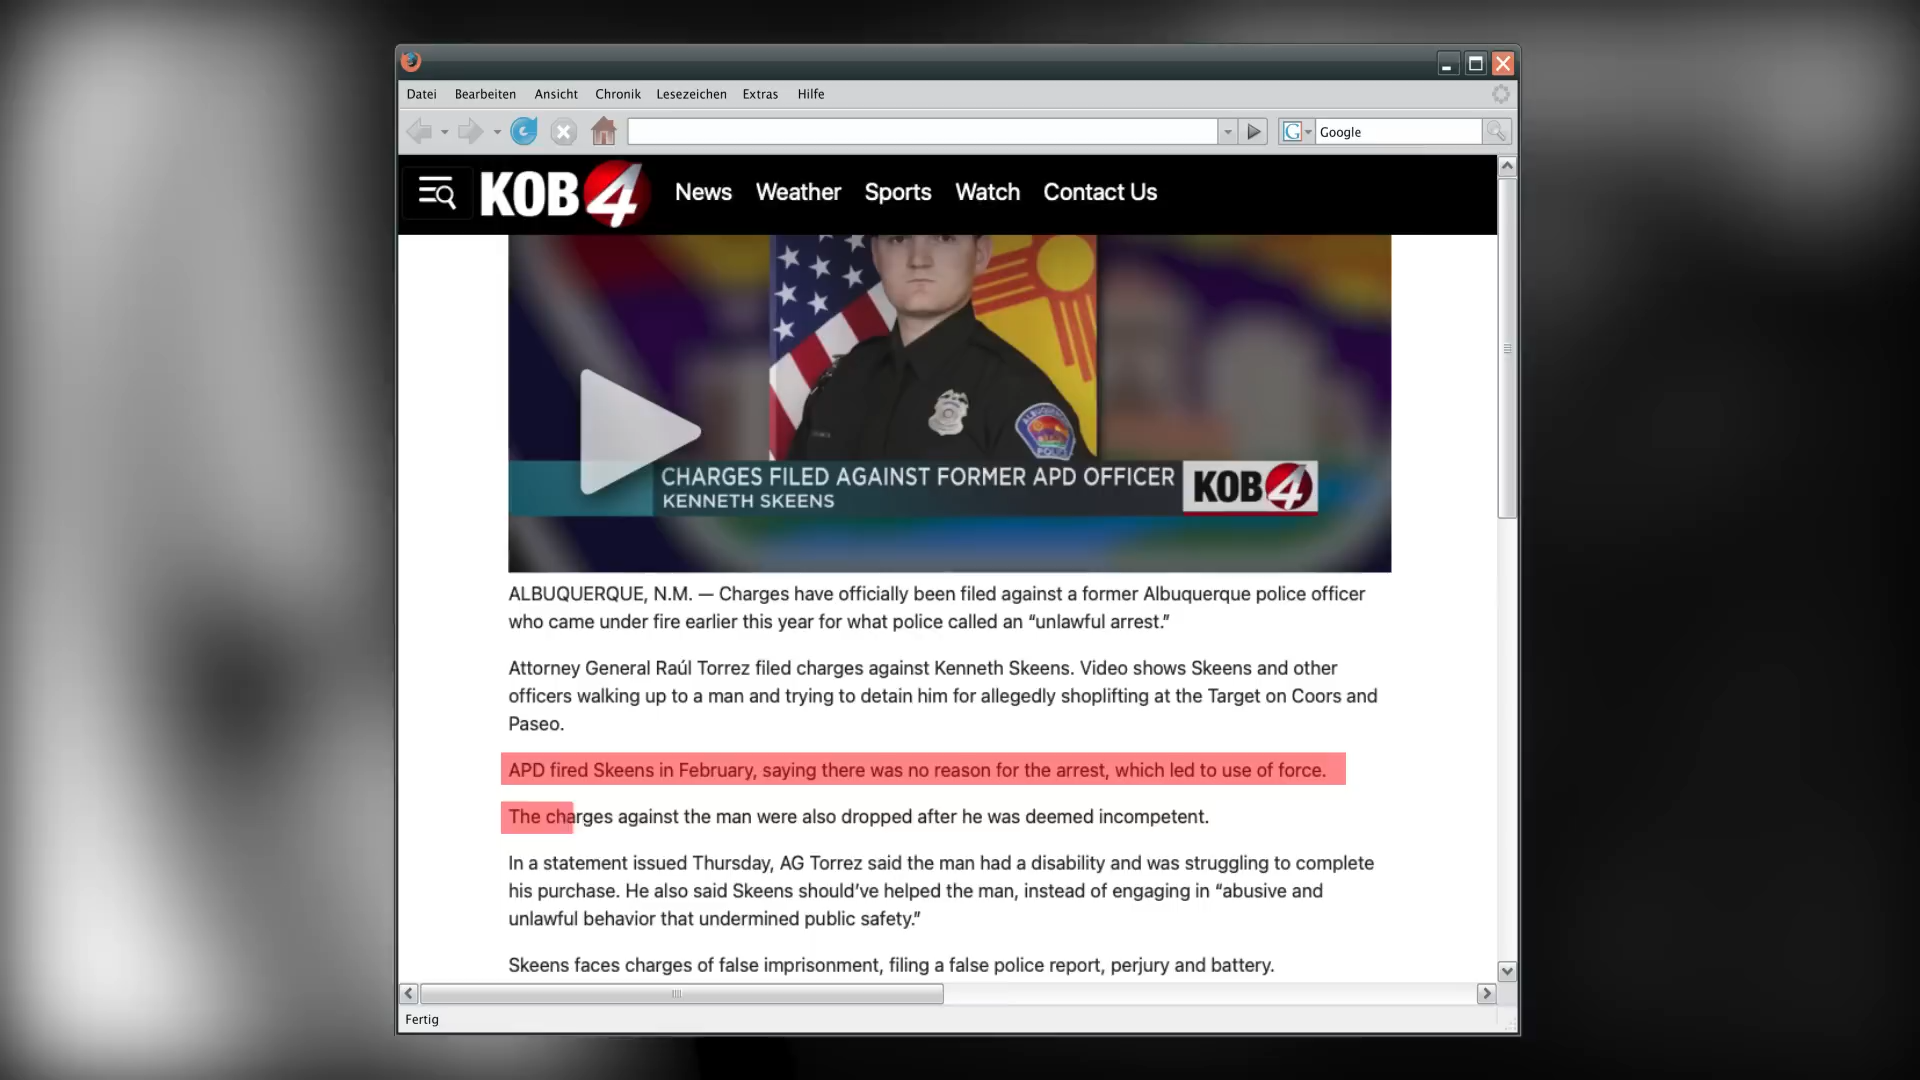 Datei Bearbeiten Ansicht Chronik Lesezeichen Extras Hilfe
G Google
KOB 4 News Weather Sports Watch Contact Us
ALBUQUERQUE
POLICE
CHARGES FILED AGAINST FORMER APD OFFICER
KENNETH SKEENS
KOB 4
ALBUQUERQUE, N.M. — Charges have officially been filed against a former Albuquerque police officer
who came under fire earlier this year for what police called an “unlawful arrest.”
Attorney General Raúl Torrez filed charges against Kenneth Skeens. Video shows Skeens and other
officers walking up to a man and trying to detain him for allegedly shoplifting at the Target on Coors and
Paseo.
APD fired Skeens in February, saying there was no reason for the arrest, which led to use of force.
The charges against the man were also dropped after he was deemed incompetent.
In a statement issued Thursday, AG Torrez said the man had a disability and was struggling to complete
his purchase. He also said Skeens should’ve helped the man, instead of engaging in “abusive and
unlawful behavior that undermined public safety.”
Skeens faces charges of false imprisonment, filing a false police report, perjury and battery.
Fertig